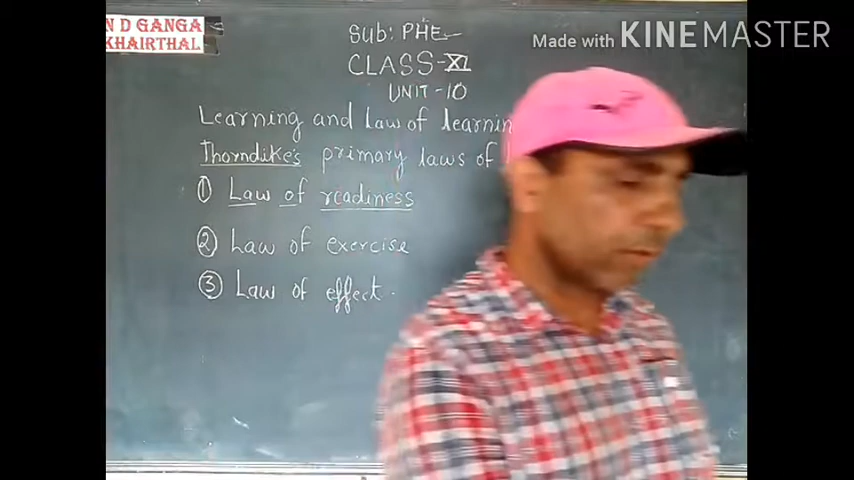 N D GANGA
KHAIRTHAL
Made with KINEMASTER
Sub: PHE
CLASS-XI
UNIT-10
Learning and Law of learnin
Thorndike's primary laws of
① Law of readiness
② Law of exercise
③ Law of effect.